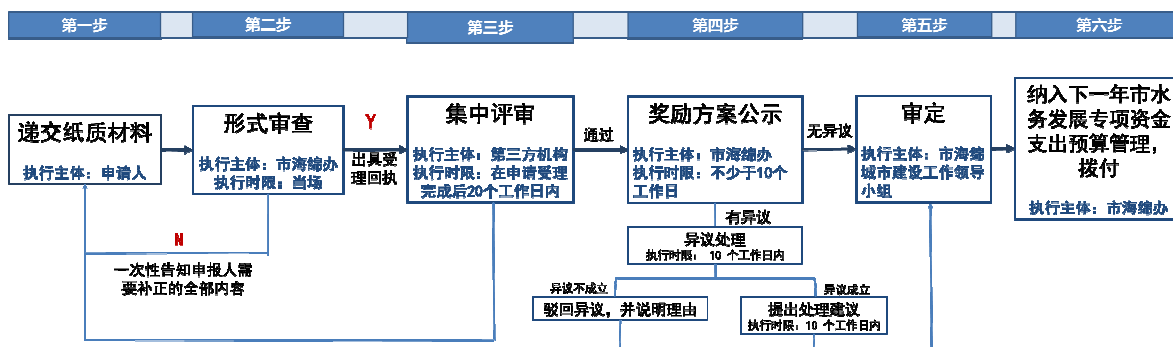 第一步
第二步
第三步
第四步
第五步
第六步
递交纸质材料
执行主体：申请人
形式审查
执行主体：市海绵办
执行时限：当场
Y
出具受
理回执
集中评审
执行主体：第三方机构
执行时限：在申请受理
完成后20个工作日内
通过
奖励方案公示
执行主体：市海绵办
执行时限：不少于10个
工作日
无异议
审定
执行主体：市海绵
城市建设工作领导
小组
纳入下一年市水
务发展专项资金
支出预算管理，
拨付
执行主体：市海绵办
N
一次性告知申报人需
要补正的全部内容
有异议
异议处理
执行时限： 10 个工作日内
异议不成立
驳回异议，并说明理由
异议成立
提出处理建议
执行时限：10 个工作日内